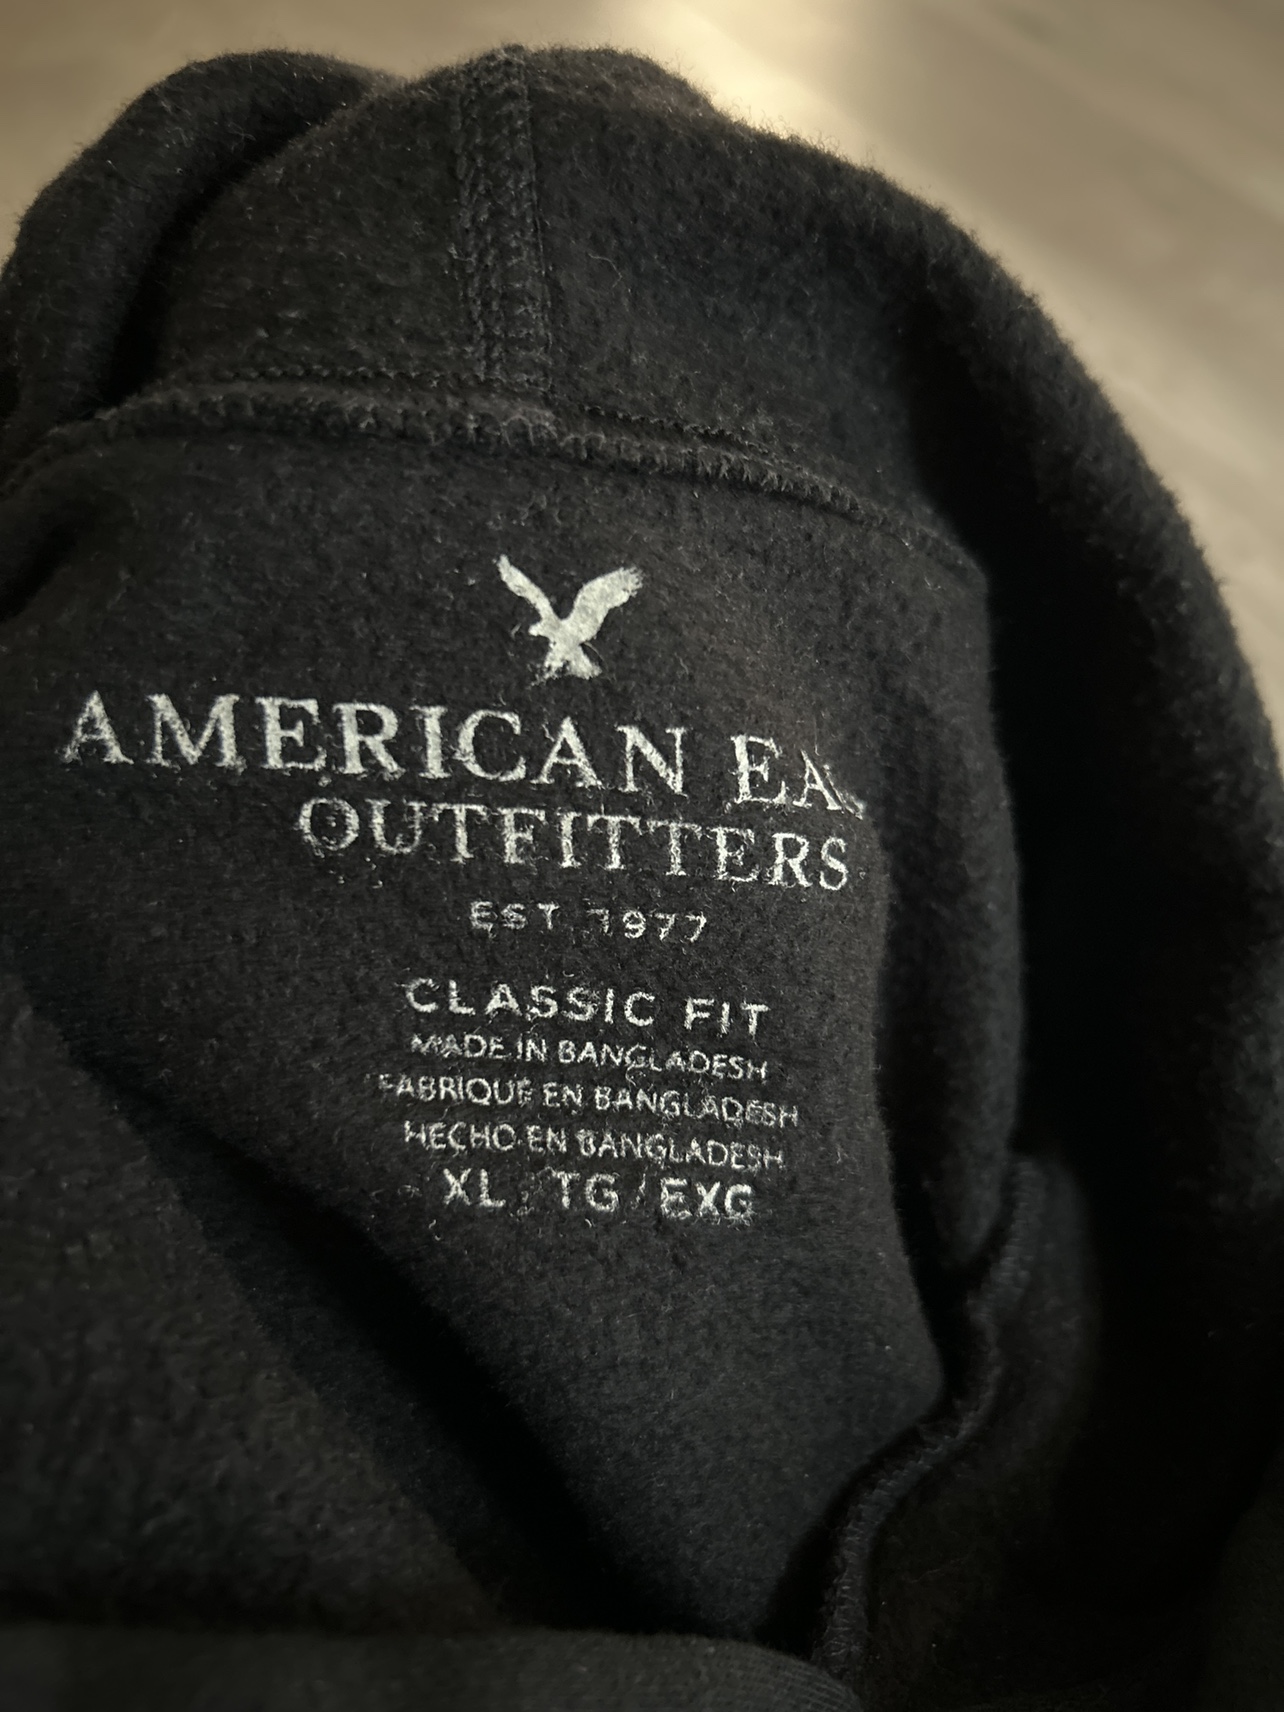 AMERICAN EA
OUTFITTERS
EST 1977
CLASSIC FIT
MADE IN BANGLADESH
FABRIQUÉ EN BANGLADESH
HECHO EN BANGLADESH
XL / TG / EXG